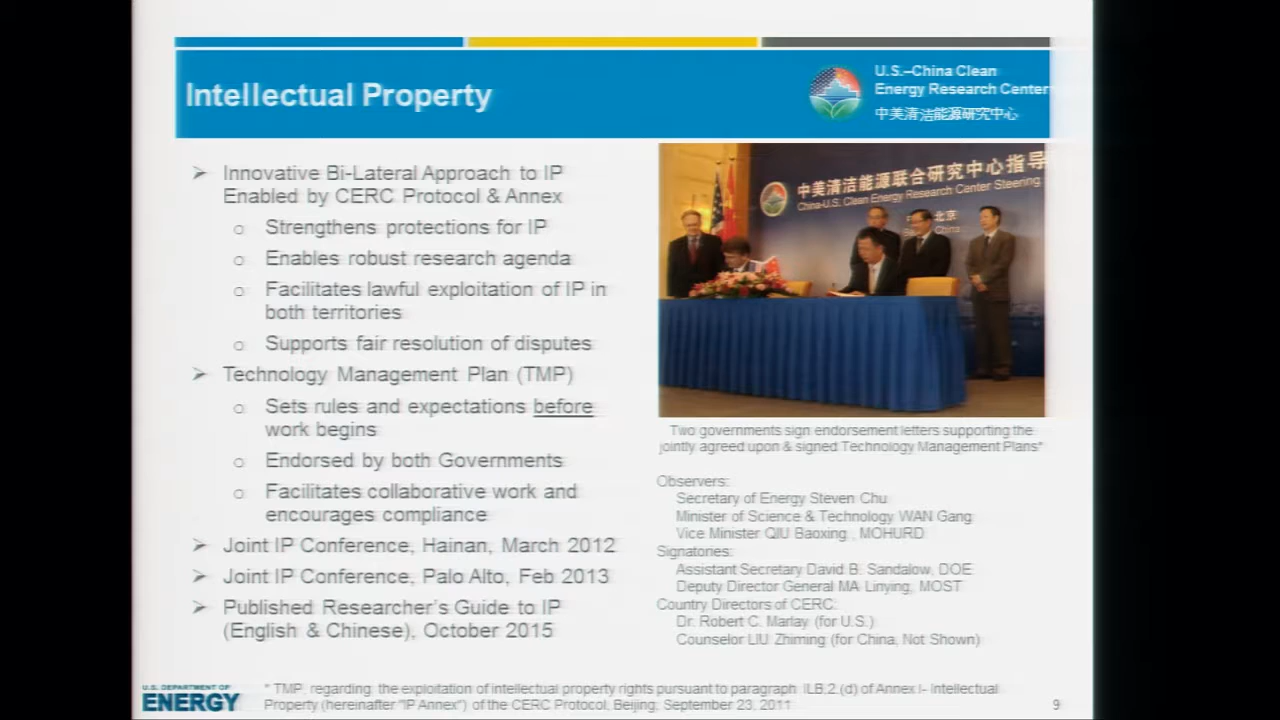 Intellectual Property
U.S.–China Clean
Energy Research Center
中美清洁能源研究中心
➢ Innovative Bi-Lateral Approach to IP
Enabled by CERC Protocol & Annex
o Strengthens protections for IP
o Enables robust research agenda
o Facilitates lawful exploitation of IP in
both territories
o Supports fair resolution of disputes
➢ Technology Management Plan (TMP)
o Sets rules and expectations before
work begins
o Endorsed by both Governments
o Facilitates collaborative work and
encourages compliance
➢ Joint IP Conference, Hainan, March 2012
➢ Joint IP Conference, Palo Alto, Feb 2013
➢ Published Researcher's Guide to IP
(English & Chinese), October 2015
中美清洁能源联合研究中心指导
China-U.S. Clean Energy Research Center Steering
北京
China
Two governments sign endorsement letters supporting the
jointly agreed upon & signed Technology Management Plans*
Observers:
Secretary of Energy Steven Chu
Minister of Science & Technology WAN Gang
Vice Minister QIU Baoxing, MOHURD
Signatories:
Assistant Secretary David B. Sandalow, DOE
Deputy Director General MA Linying, MOST
Country Directors of CERC:
Dr. Robert C. Marlay (for U.S.)
Counselor LIU Zhiming (for China, Not Shown)
U.S. DEPARTMENT OF
ENERGY
* TMP regarding: the exploitation of intellectual property rights pursuant to paragraph II.B.2.(d) of Annex I- Intellectual
Property (hereinafter "IP Annex") of the CERC Protocol, Beijing; September 23, 2011
9